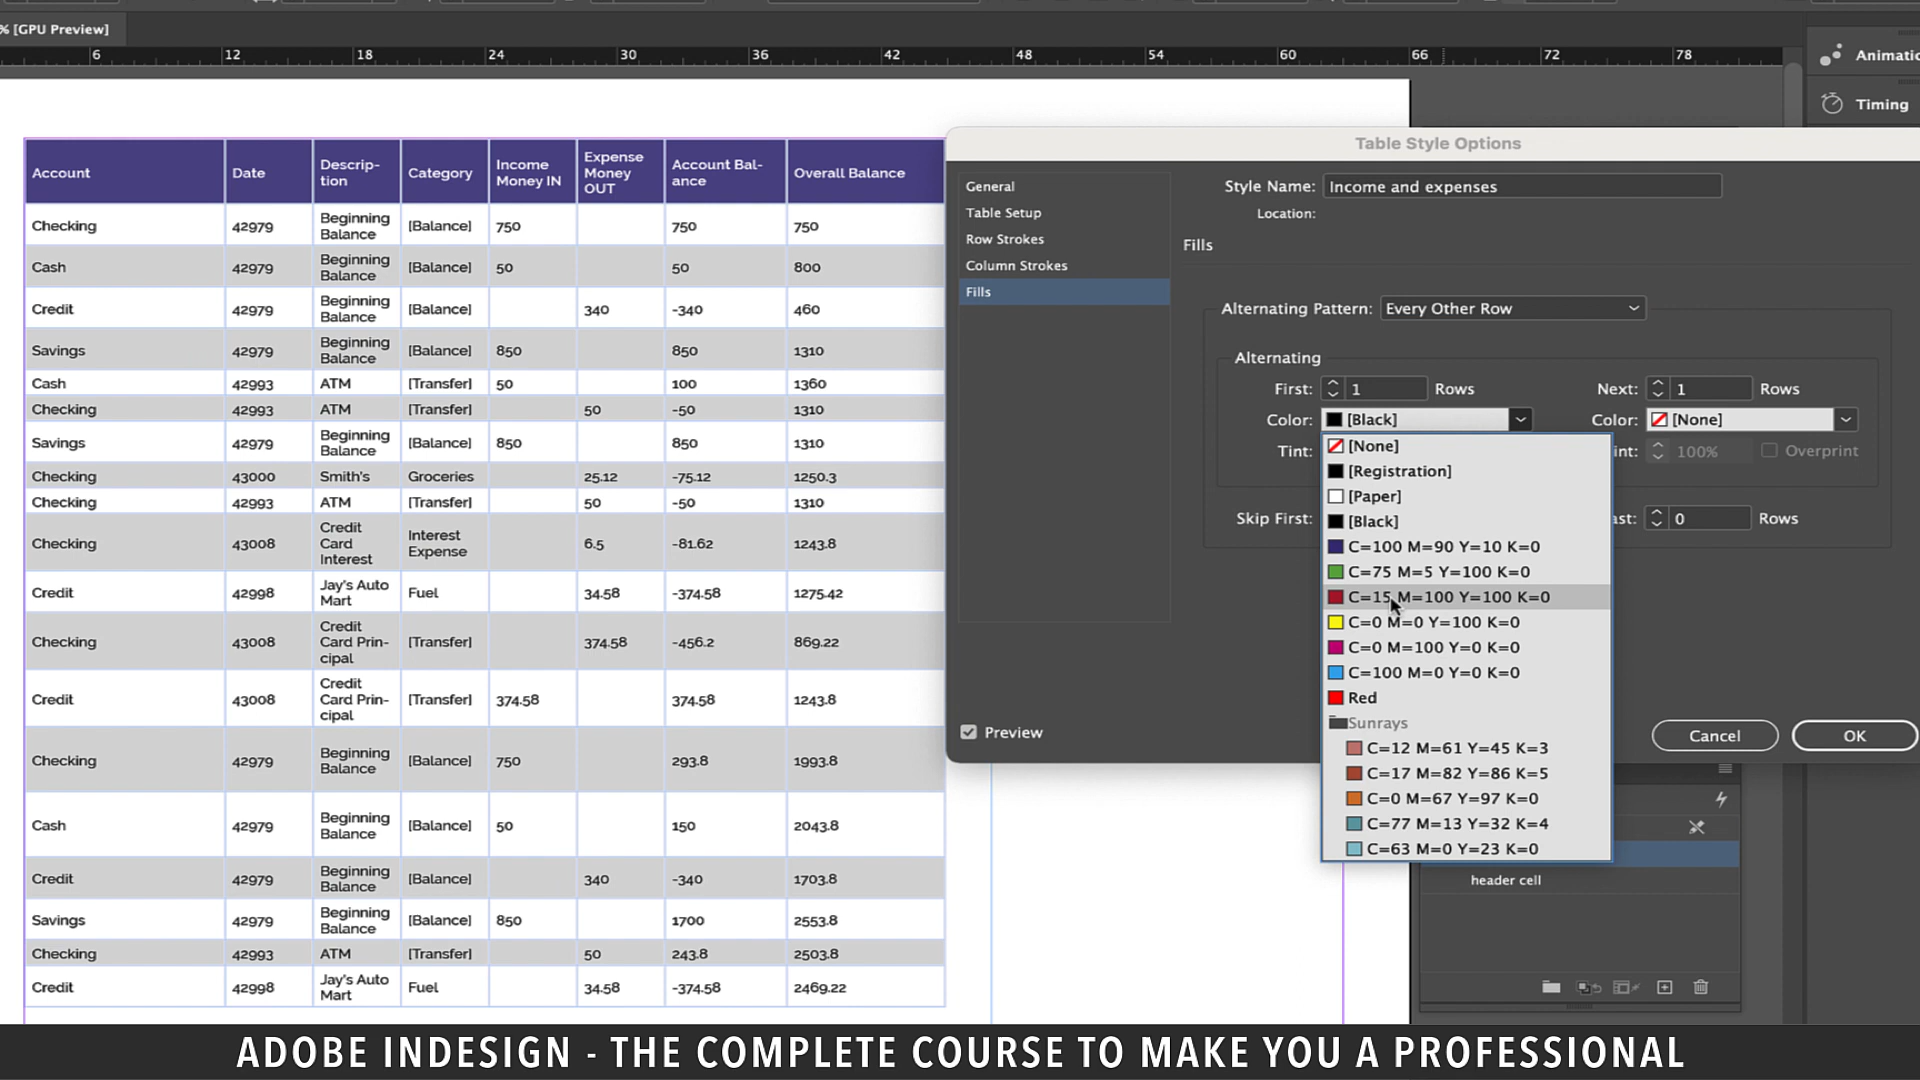 % [GPU Preview]
6 12 18 24 30 36 42 48 54 60 66 72 78
Account Date Descrip-tion Category Income Money IN Expense Money OUT Account Bal-ance Overall Balance
Checking 42979 Beginning Balance [Balance] 750 750 750
Cash 42979 Beginning Balance [Balance] 50 50 800
Credit 42979 Beginning Balance [Balance] 340 -340 460
Savings 42979 Beginning Balance [Balance] 850 850 1310
Cash 42993 ATM [Transfer] 50 100 1360
Checking 42993 ATM [Transfer] 50 -50 1310
Savings 42979 Beginning Balance [Balance] 850 850 1310
Checking 43000 Smith's Groceries 25.12 -75.12 1250.3
Checking 42993 ATM [Transfer] 50 -50 1310
Checking 43008 Credit Card Interest Interest Expense 6.5 -81.62 1243.8
Credit 42998 Jay's Auto Mart Fuel 34.58 -374.58 1275.42
Checking 43008 Credit Card Prin-cipal 374.58 -456.2 869.22
Credit 43008 Credit Card Prin-cipal [Transfer] 374.58 374.58 1243.8
Checking 42979 Beginning Balance [Balance] 750 293.8 1993.8
Cash 42979 Beginning Balance [Balance] 50 150 2043.8
Credit 42979 Beginning Balance [Balance] 340 -340 1703.8
Savings 42979 Beginning Balance [Balance] 850 1700 2553.8
Checking 42993 ATM [Transfer] 50 243.8 2503.8
Credit 42998 Jay's Auto Mart Fuel 34.58 -374.58 2469.22
Animatio
Timing
Table Style Options
General
Table Setup
Row Strokes
Column Strokes
Fills
Style Name: Income and expenses
Location:
Fills
Alternating Pattern: Every Other Row
Alternating
First: 1 Rows Next: 1 Rows
Color: [Black] Color: [None]
Tint: int: 100% Overprint
Skip First: ast: 0 Rows
[None]
[Registration]
[Paper]
[Black]
C=100 M=90 Y=10 K=0
C=75 M=5 Y=100 K=0
C=15 M=100 Y=100 K=0
C=0 M=0 Y=100 K=0
C=0 M=100 Y=0 K=0
C=100 M=0 Y=0 K=0
Red
Sunrays
C=12 M=61 Y=45 K=3
C=17 M=82 Y=86 K=5
C=0 M=67 Y=97 K=0
C=77 M=13 Y=32 K=4
C=63 M=0 Y=23 K=0
Preview
Cancel OK
header cell
ADOBE INDESIGN - THE COMPLETE COURSE TO MAKE YOU A PROFESSIONAL